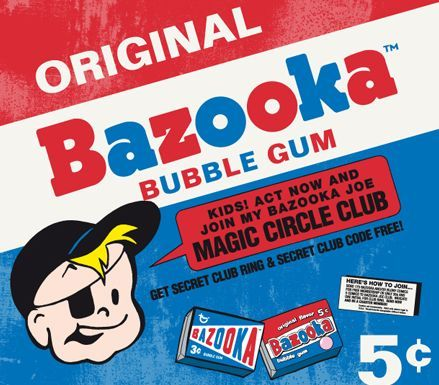 ORIGINAL
Bazooka™
BUBBLE GUM
KIDS! ACT NOW AND
JOIN MY BAZOOKA JOE
MAGIC CIRCLE CLUB
GET SECRET CLUB RING & SECRET CLUB CODE FREE!
HERE'S HOW TO JOIN...
BAZOOKA
3¢ BUBBLE GUM
original flavor 5¢
Bazooka
bubble gum
5¢